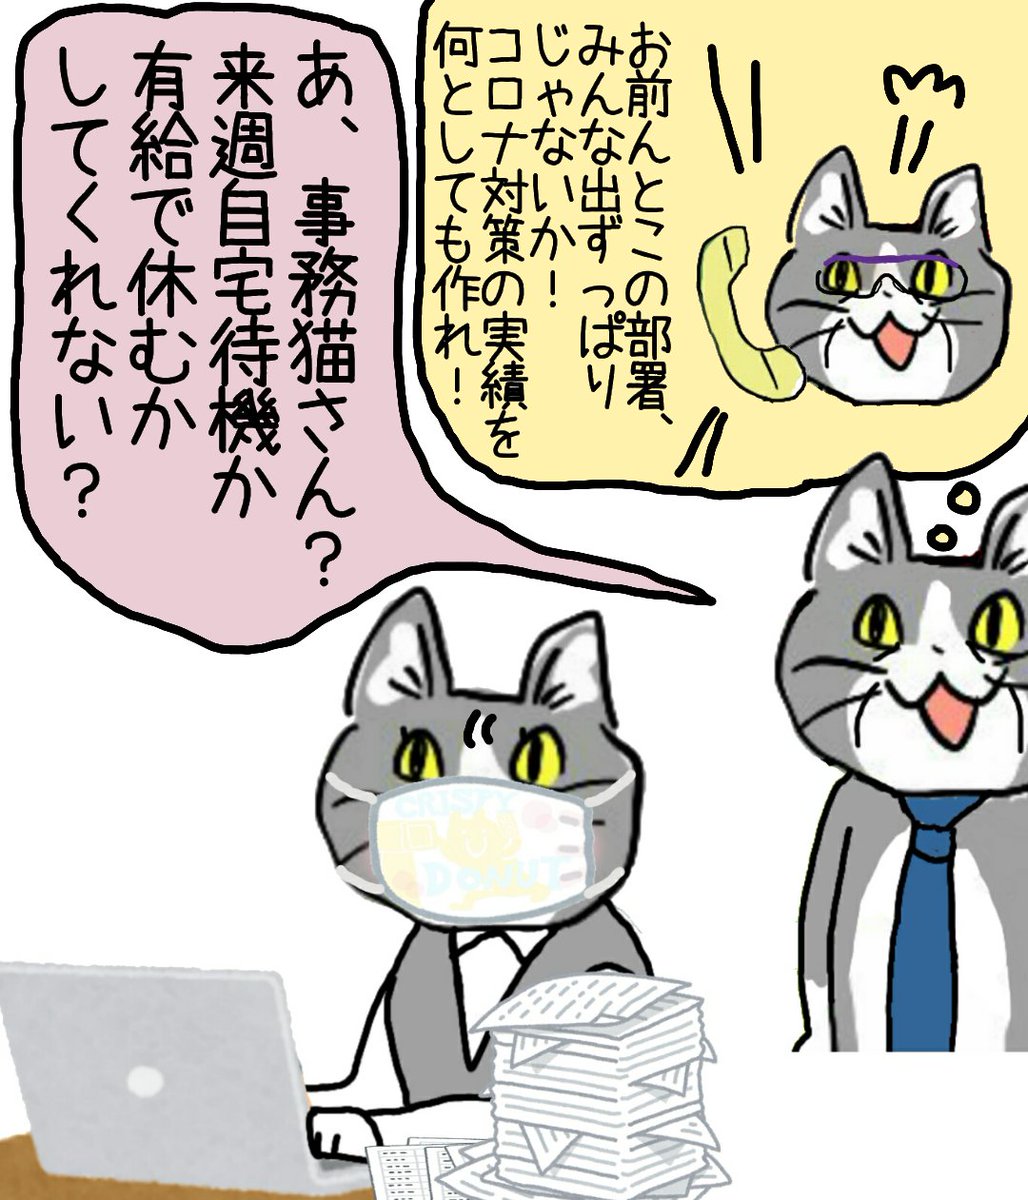 お前んとこの部署、
みんな出ずっぱり
じゃないか！
コロナ対策の実績を
何としても作れ！
あ、事務猫さん？
来週自宅待機か
有給で休むか
してくれない？
CRISPY
DONUT